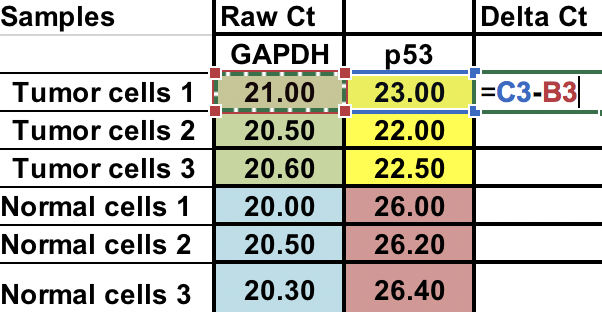 Samples Raw Ct Delta Ct
GAPDH p53
Tumor cells 1 21.00 23.00 =C3-B3
Tumor cells 2 20.50 22.00
Tumor cells 3 20.60 22.50
Normal cells 1 20.00 26.00
Normal cells 2 20.50 26.20
Normal cells 3 20.30 26.40